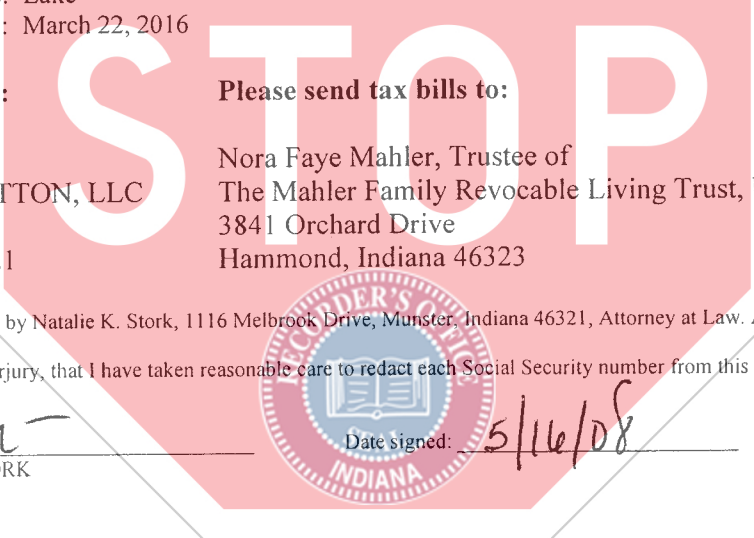 : March 22, 2016
: Please send tax bills to:
Nora Faye Mahler, Trustee of
TTON, LLC The Mahler Family Revocable Living Trust,
3841 Orchard Drive
1 Hammond, Indiana 46323
by Natalie K. Stork, 1116 Melbrook Drive, Munster, Indiana 46321, Attorney at Law.
rjury, that I have taken reasonable care to redact each Social Security number from this
Date signed: 5/16/08
RK
STOP
RECORDER'S OFFICE
SEAL
INDIANA